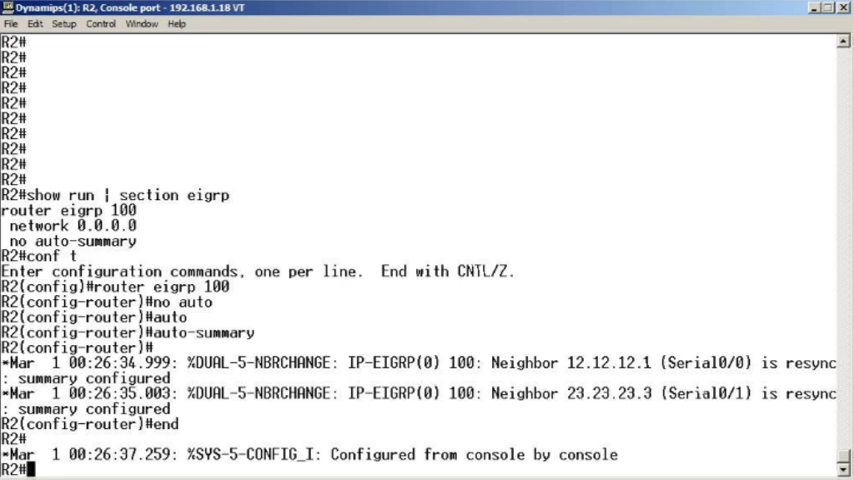 Dynamips(1): R2, Console port - 192.168.1.18 VT
File Edit Setup Control Window Help
R2#
R2#
R2#
R2#
R2#
R2#
R2#
R2#
R2#
R2#
R2#show run | section eigrp
router eigrp 100
 network 0.0.0.0
 no auto-summary
R2#conf t
Enter configuration commands, one per line.  End with CNTL/Z.
R2(config)#router eigrp 100
R2(config-router)#no auto
R2(config-router)#auto
R2(config-router)#auto-summary
R2(config-router)#
*Mar  1 00:26:34.999: %DUAL-5-NBRCHANGE: IP-EIGRP(0) 100: Neighbor 12.12.12.1 (Serial0/0) is resync
: summary configured
*Mar  1 00:26:35.003: %DUAL-5-NBRCHANGE: IP-EIGRP(0) 100: Neighbor 23.23.23.3 (Serial0/1) is resync
: summary configured
R2(config-router)#end
R2#
*Mar  1 00:26:37.259: %SYS-5-CONFIG_I: Configured from console by console
R2#